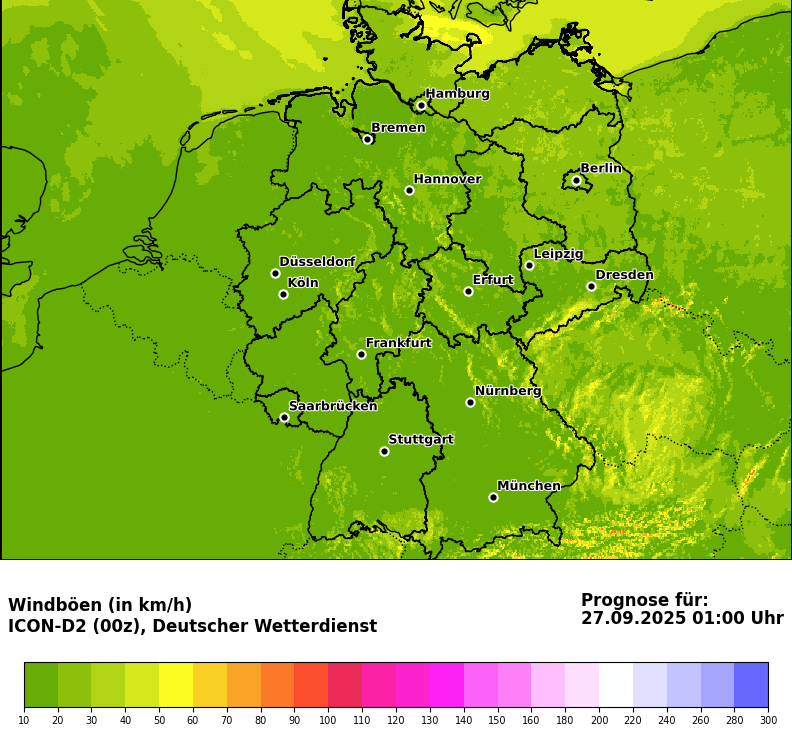 Hamburg
Bremen
Berlin
Hannover
Leipzig
Düsseldorf
Dresden
Köln
Erfurt
Frankfurt
Nürnberg
Saarbrücken
Stuttgart
München
Windböen (in km/h)
ICON-D2 (00z), Deutscher Wetterdienst
Prognose für:
27.09.2025 01:00 Uhr
10 20 30 40 50 60 70 80 90 100 110 120 130 140 150 160 180 200 220 240 260 280 300